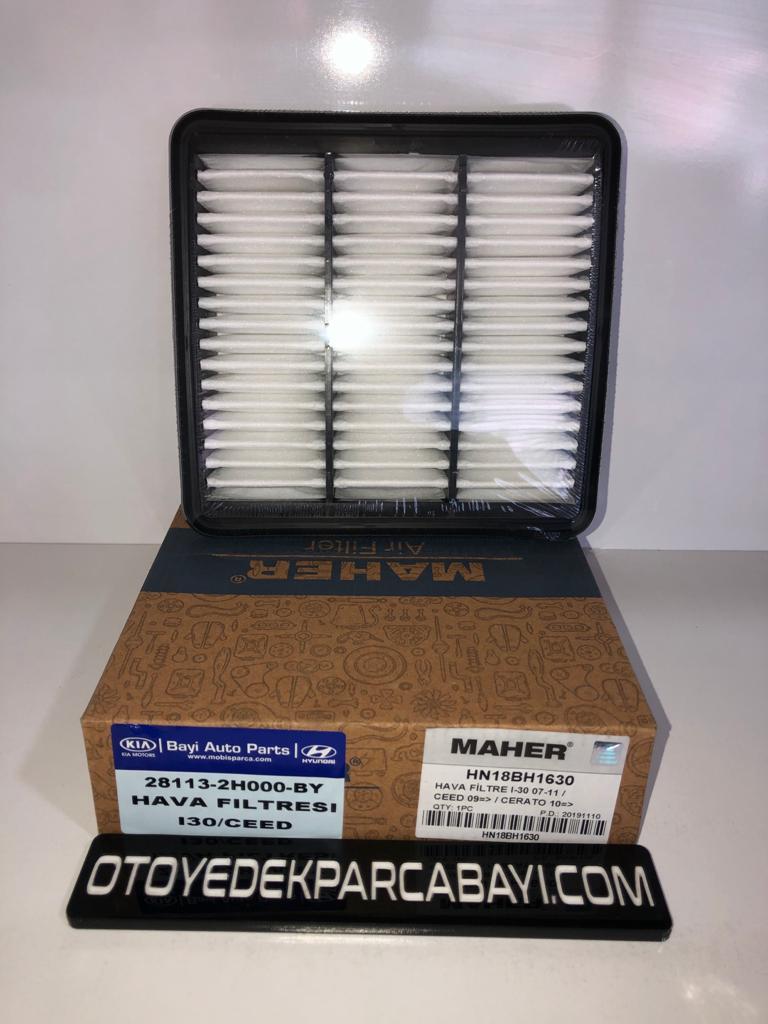 Air Filter
MAHER®
KIA
KIA MOTORS
Bayi Auto Parts
www.mobisparca.com
HYUNDAI
28113-2H000-BY
HAVA FILTRESI
I30/CEED
MAHER®
HN18BH1630
HAVA FİLTRE I-30 07-11 /
CEED 09=> / CERATO 10=>
QTY: 1PC
P.D.: 20191110
HN18BH1630
OTOYEDEKPARCABAYI.COM